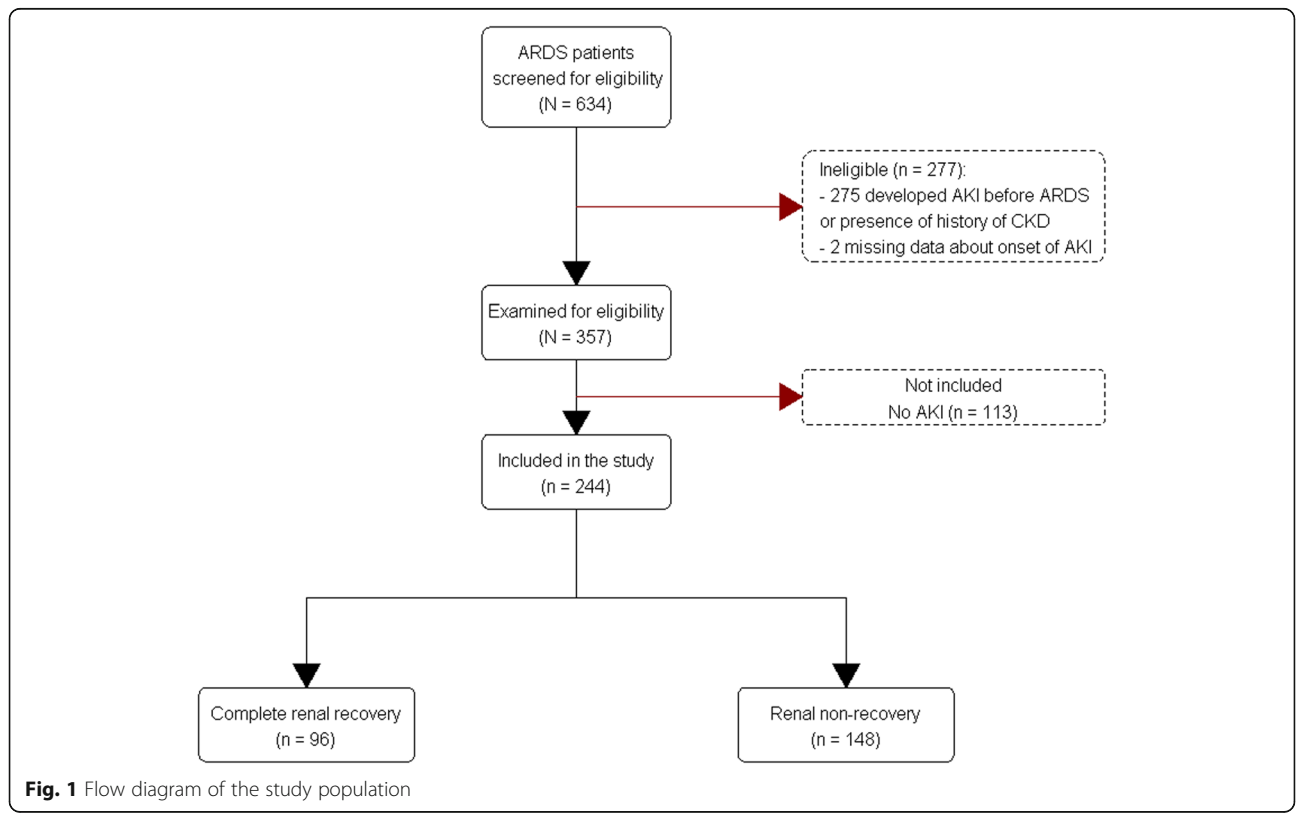 ARDS patients
screened for eligibility
(N = 634)
Ineligible (n = 277):
- 275 developed AKI before ARDS
or presence of history of CKD
- 2 missing data about onset of AKI
Examined for eligibility
(N = 357)
Not included
No AKI (n = 113)
Included in the study
(n = 244)
Complete renal recovery
(n = 96)
Renal non-recovery
(n = 148)
Fig. 1 Flow diagram of the study population